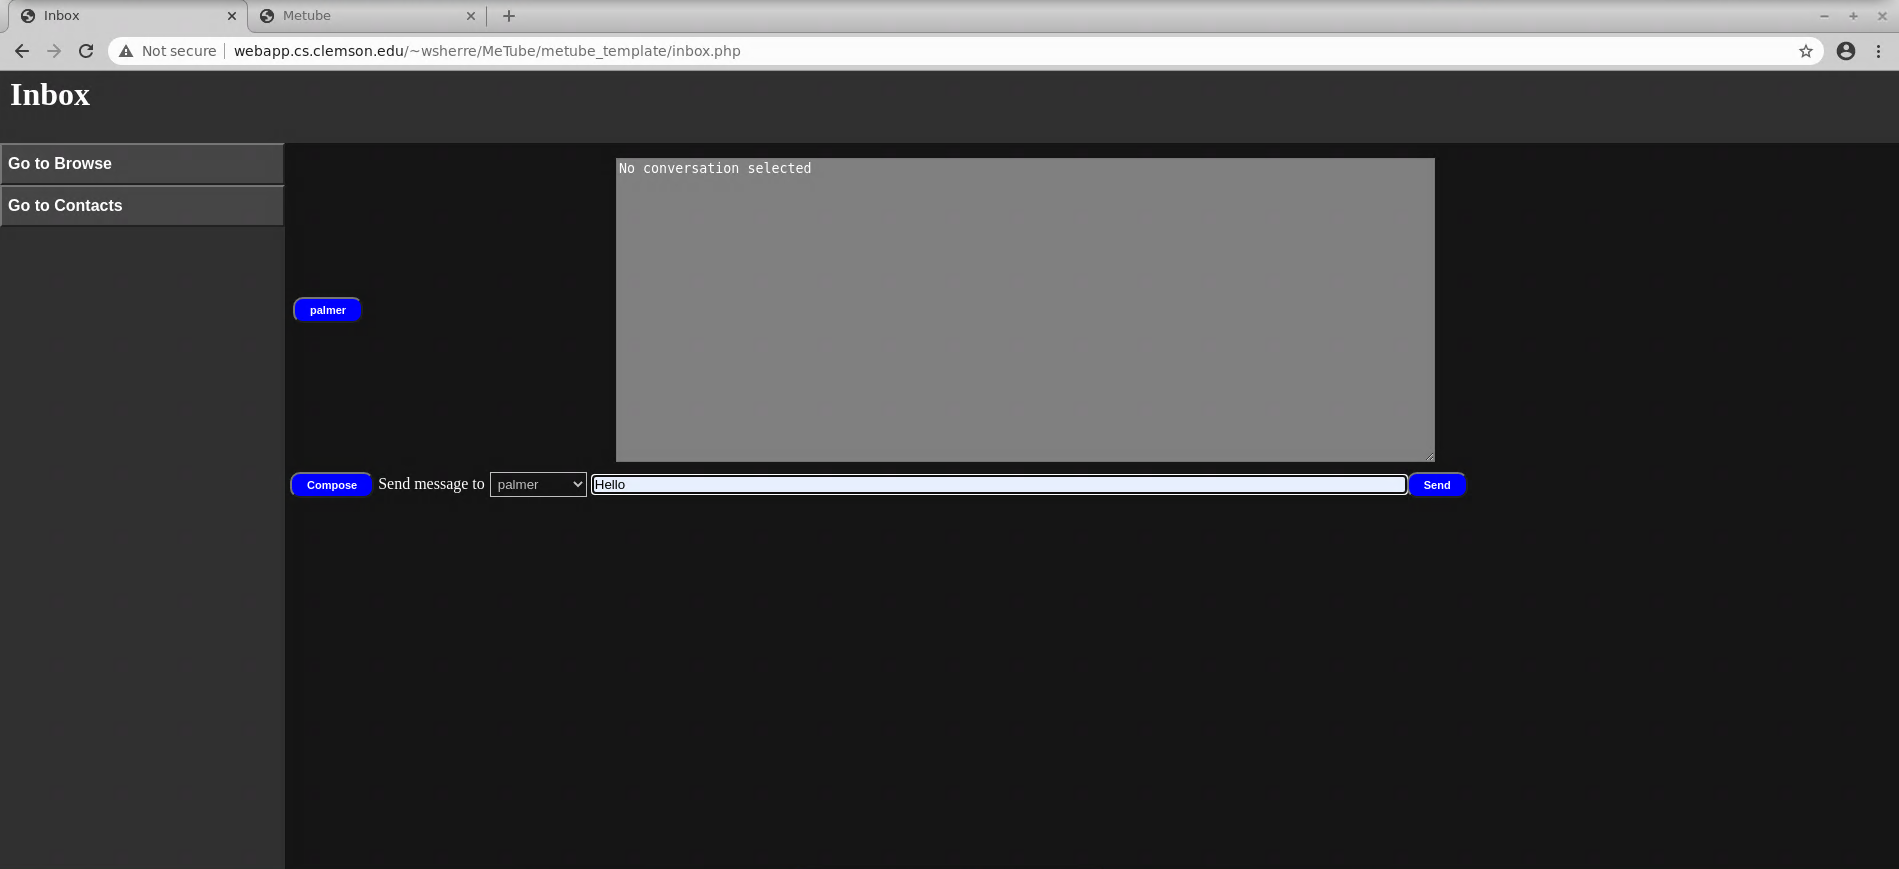 Inbox
Metube
Not secure
webapp.cs.clemson.edu/~wsherre/MeTube/metube_template/inbox.php
Inbox
Go to Browse
Go to Contacts
No conversation selected
palmer
Compose Send message to palmer Hello Send